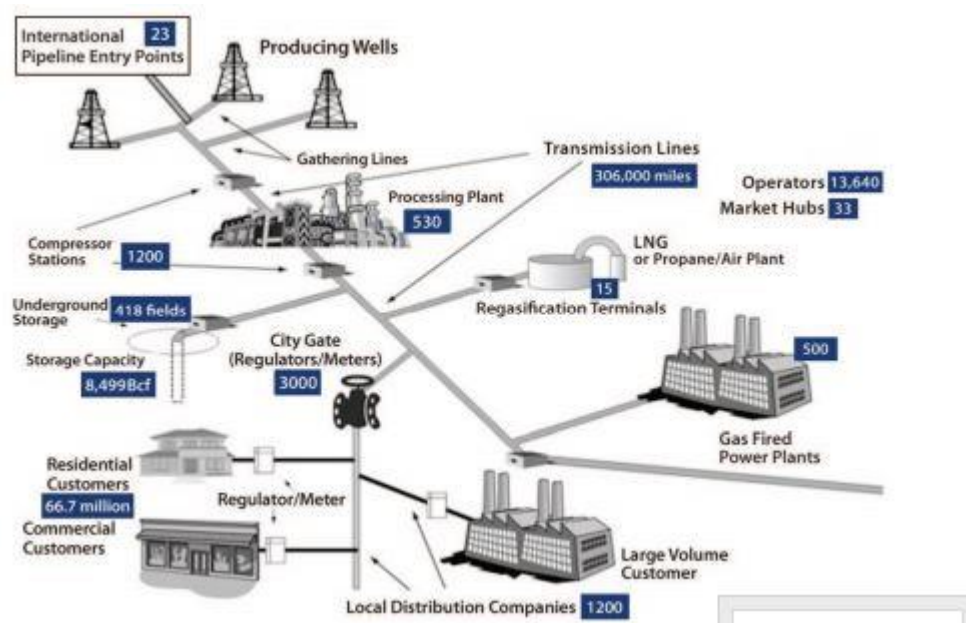 International 23
Pipeline Entry Points
Producing Wells
Gathering Lines
Transmission Lines
306,000 miles
Operators 13,640
Market Hubs 33
Processing Plant
530
Compressor
Stations 1200
LNG
or Propane/Air Plant
15
Regasification Terminals
Underground
Storage 418 fields
Storage Capacity
8,499Bcf
City Gate
(Regulators/Meters)
3000
500
Gas Fired
Power Plants
Residential
Customers
66.7 million
Commercial
Customers
Regulator/Meter
Large Volume
Customer
Local Distribution Companies 1200